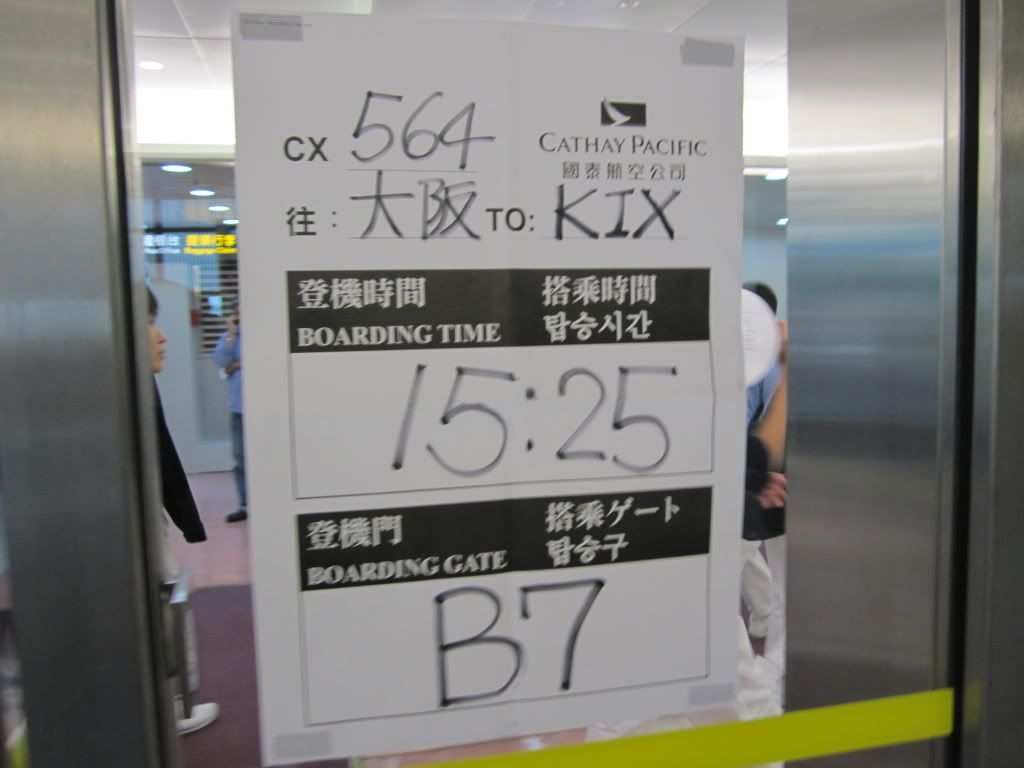 CX 564
CATHAY PACIFIC
國泰航空公司
往：大阪 TO: KIX
登機時間 搭乘時間
BOARDING TIME 탑승시간
15:25
登機門 搭乘ゲート
BOARDING GATE 탑승구
B7